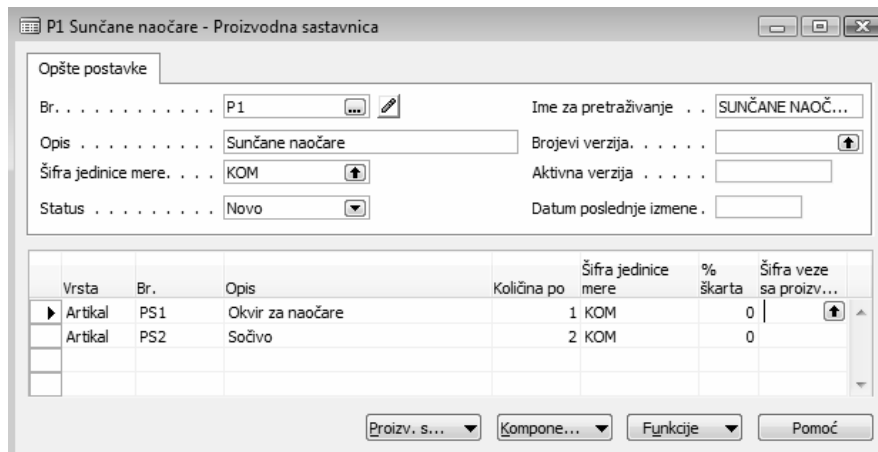 P1 Sunčane naočare - Proizvodna sastavnica
Opšte postavke
Br. . . . . . . . . . . . P1 ... Ime za pretraživanje . . SUNČANE NAOČ...
Opis . . . . . . . . . . Sunčane naočare Brojevi verzija. . . . . .
Šifra jedinice mere. . . . KOM Aktivna verzija . . . . .
Status . . . . . . . . . Novo Datum poslednje izmene .
Vrsta Br. Opis Količina po Šifra jedinice mere % škarta Šifra veze sa proizv...
Artikal PS1 Okvir za naočare 1 KOM 0
Artikal PS2 Sočivo 2 KOM 0
Proizv. s... Kompone... Funkcije Pomoć